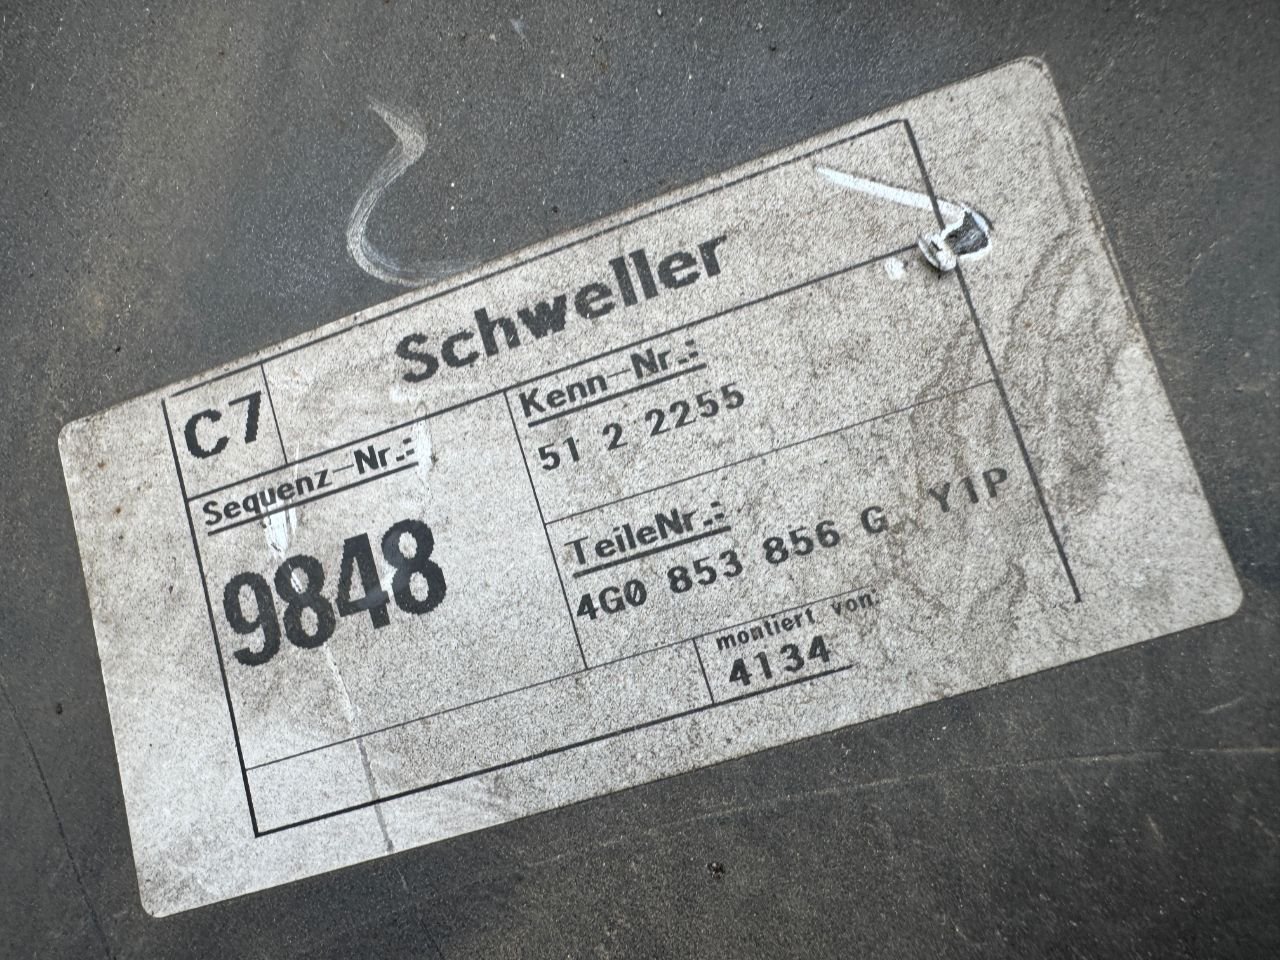 Schweller
C7
Kenn-Nr.:
51 2 2255
Sequenz-Nr.:
9848
TeileNr.:
4G0 853 856 G Y1P
montiert von:
4134